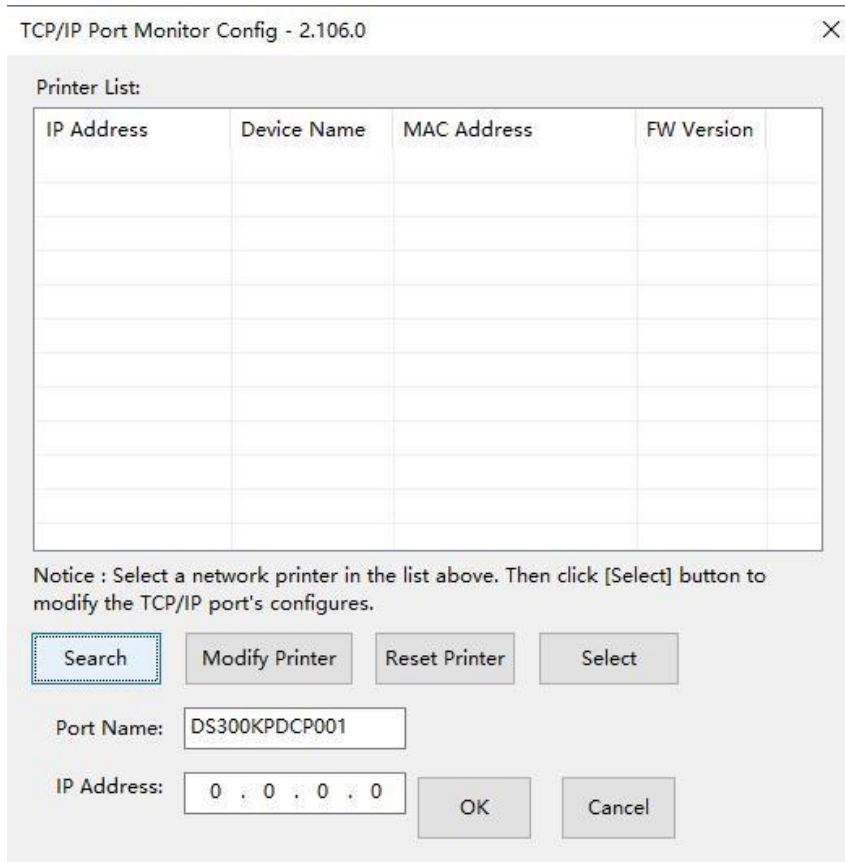 TCP/IP Port Monitor Config - 2.106.0
Printer List:
IP Address Device Name MAC Address FW Version
Notice : Select a network printer in the list above. Then click [Select] button to
modify the TCP/IP port's configures.
Search Modify Printer Reset Printer Select
Port Name: DS300KPDCP001
IP Address: 0 . 0 . 0 . 0
OK Cancel